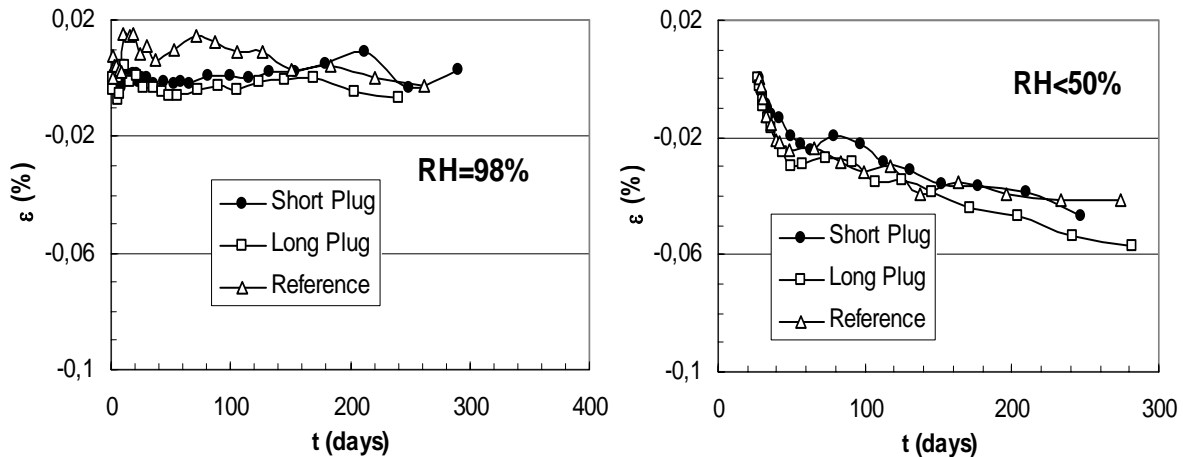 0,02
-0,02
-0,06
-0,1
ε (%)
RH=98%
Short Plug
Long Plug
Reference
0 100 200 300 400
t (days)
0,02
-0,02
-0,06
-0,1
ε (%)
RH<50%
Short Plug
Long Plug
Reference
0 100 200 300
t (days)